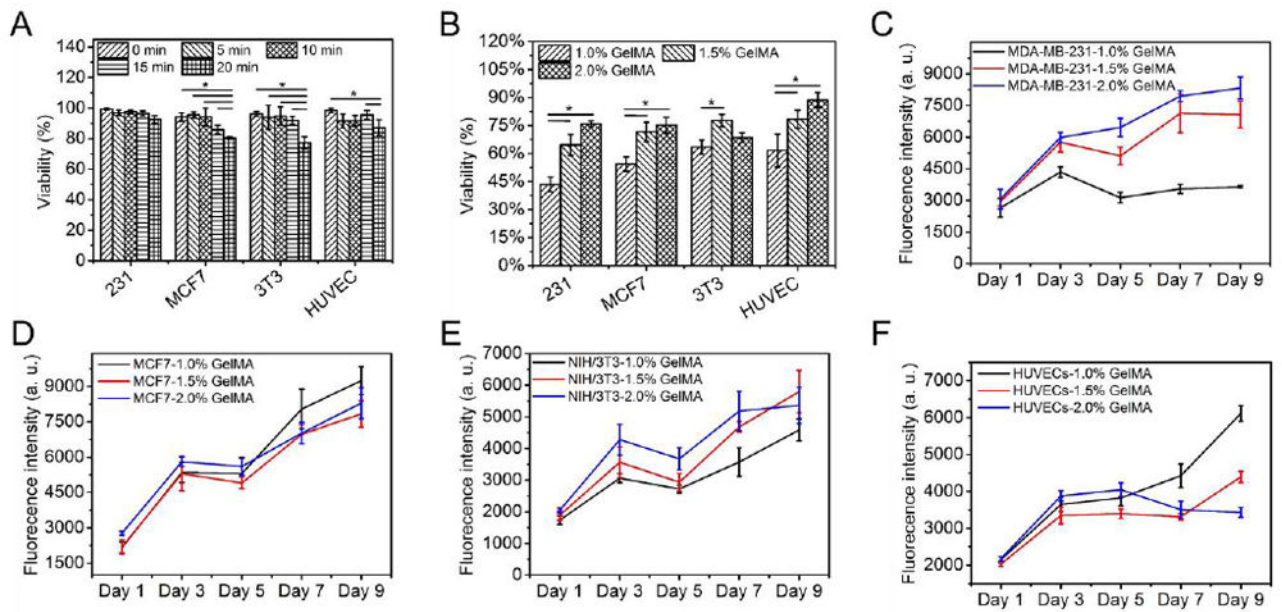 A
140
120
100
80
60
40
20
0
Viability (%)
0 min 5 min 10 min
15 min 20 min
* * *
231 MCF7 3T3 HUVEC
B
120%
105%
90%
75%
60%
45%
30%
15%
0%
Viability (%)
1.0% GelMA 1.5% GelMA
2.0% GelMA
* * * *
231 MCF7 3T3 HUVEC
C
9000
7500
6000
4500
3000
1500
Fluorecence intensity (a. u.)
MDA-MB-231-1.0% GelMA
MDA-MB-231-1.5% GelMA
MDA-MB-231-2.0% GelMA
Day 1 Day 3 Day 5 Day 7 Day 9
D
9000
7500
6000
4500
3000
1500
Fluorecence intensity (a. u.)
MCF7-1.0% GelMA
MCF7-1.5% GelMA
MCF7-2.0% GelMA
Day 1 Day 3 Day 5 Day 7 Day 9
E
7000
6000
5000
4000
3000
2000
1000
0
Fluorecence intensity (a. u.)
NIH/3T3-1.0% GelMA
NIH/3T3-1.5% GelMA
NIH/3T3-2.0% GelMA
Day 1 Day 3 Day 5 Day 7 Day 9
F
7000
6000
5000
4000
3000
2000
Fluorecence intensity (a. u.)
HUVECs-1.0% GelMA
HUVECs-1.5% GelMA
HUVECs-2.0% GelMA
Day 1 Day 3 Day 5 Day 7 Day 9